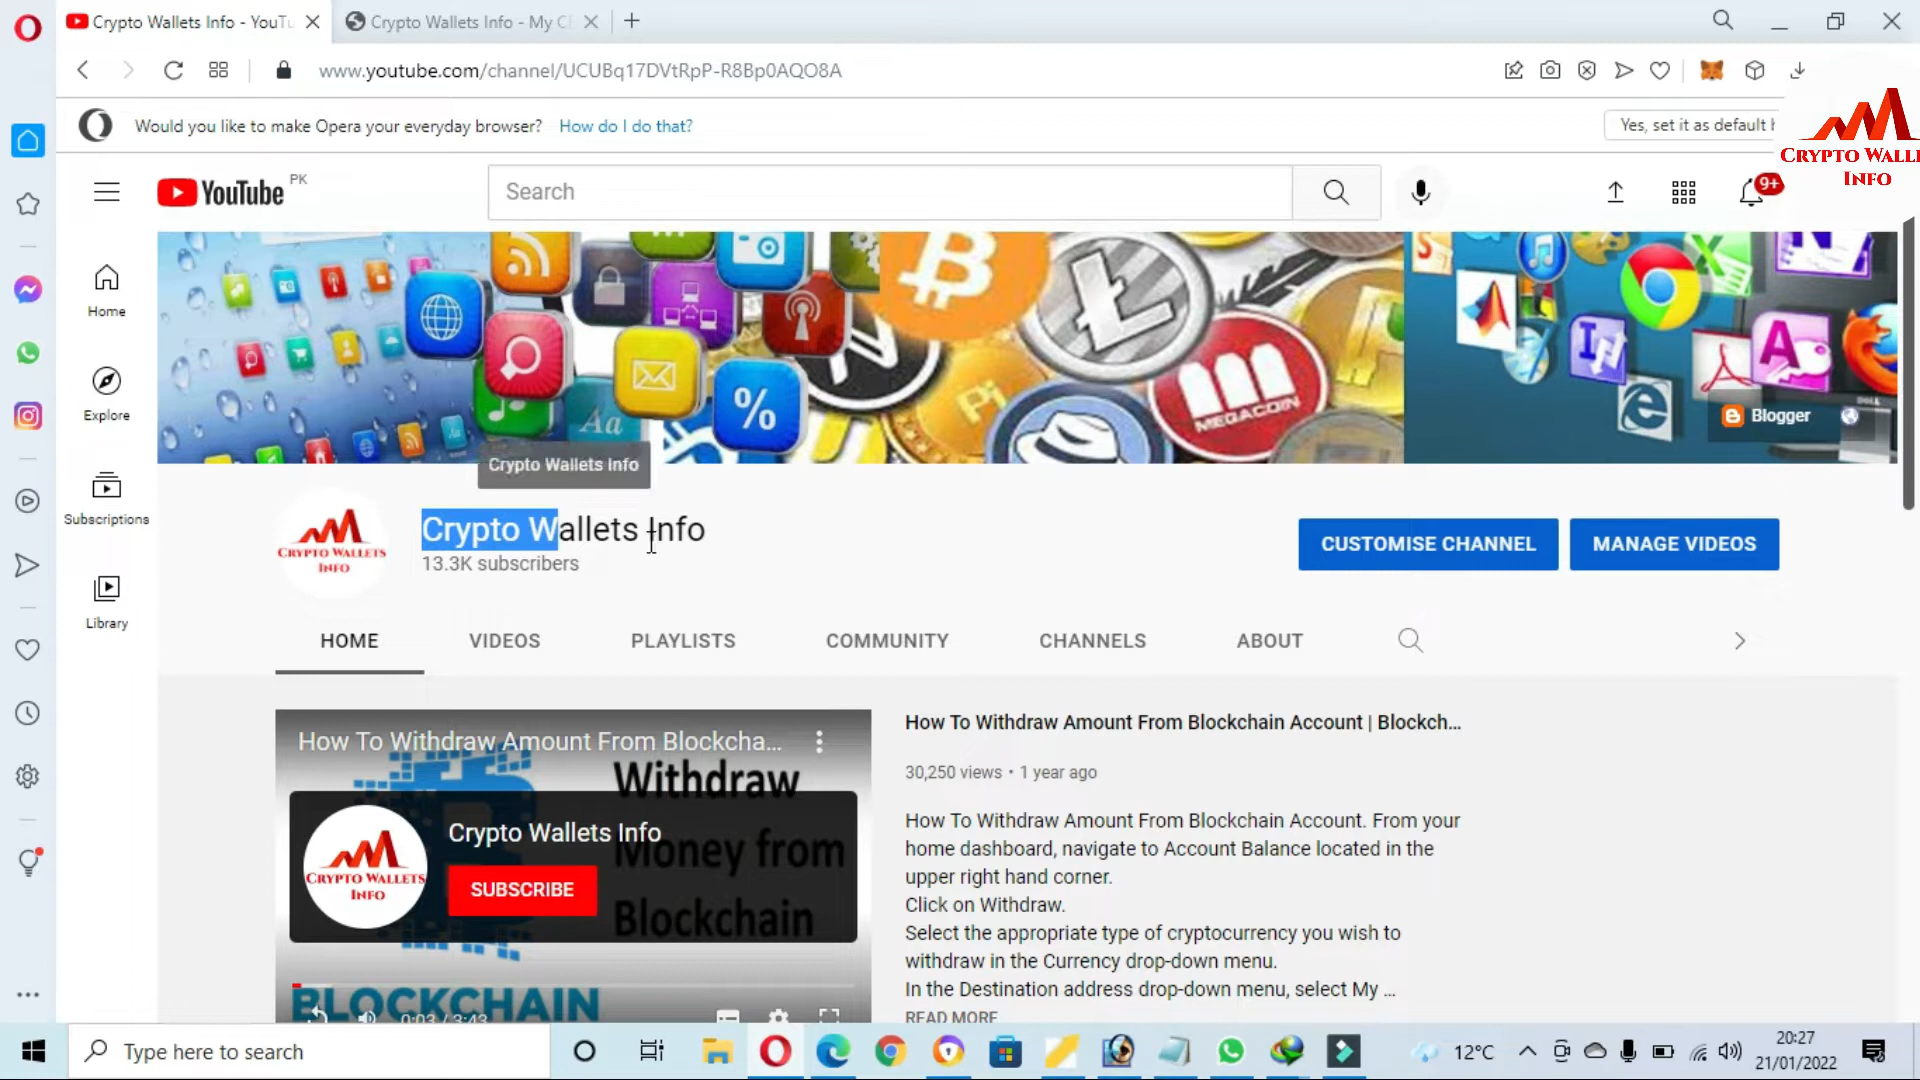 Crypto Wallets Info - YouTu
Crypto Wallets Info - My C
www.youtube.com/channel/UCUBq17DVtRpP-R8Bp0AQO8A
Would you like to make Opera your everyday browser? How do I do that?
Yes, set it as default
CRYPTO WALLE
INFO
YouTube PK
Search
9+
Home
Explore
Subscriptions
Library
MEGACOIN
Aa
%
Blogger
Crypto Wallets Info
Crypto Wallets Info
13.3K subscribers
CRYPTO WALLETS
INFO
CUSTOMISE CHANNEL
MANAGE VIDEOS
HOME
VIDEOS
PLAYLISTS
COMMUNITY
CHANNELS
ABOUT
How To Withdraw Amount From Blockcha...
Withdraw
Money from
Blockchain
Crypto Wallets Info
SUBSCRIBE
CRYPTO WALLETS
INFO
BLOCKCHAIN
0:03 / 3:43
How To Withdraw Amount From Blockchain Account | Blockch...
30,250 views • 1 year ago
How To Withdraw Amount From Blockchain Account. From your
home dashboard, navigate to Account Balance located in the
upper right hand corner.
Click on Withdraw.
Select the appropriate type of cryptocurrency you wish to
withdraw in the Currency drop-down menu.
In the Destination address drop-down menu, select My ...
READ MORE
Type here to search
12°C
20:27
21/01/2022